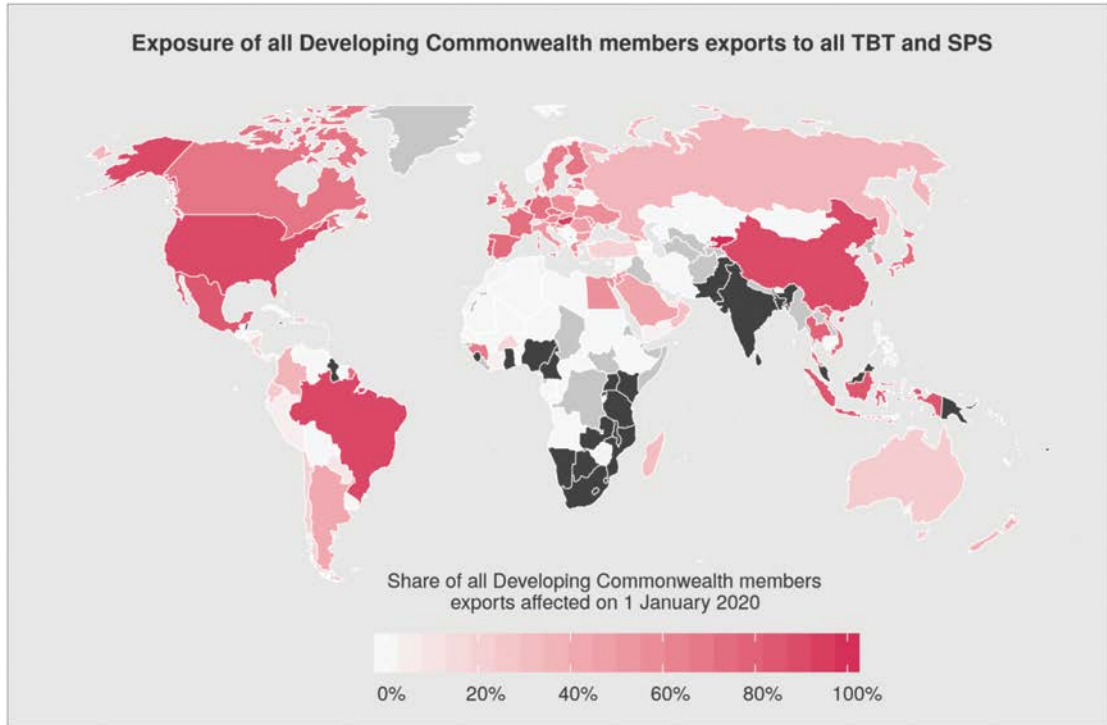 Exposure of all Developing Commonwealth members exports to all TBT and SPS
Share of all Developing Commonwealth members
exports affected on 1 January 2020
0% 20% 40% 60% 80% 100%